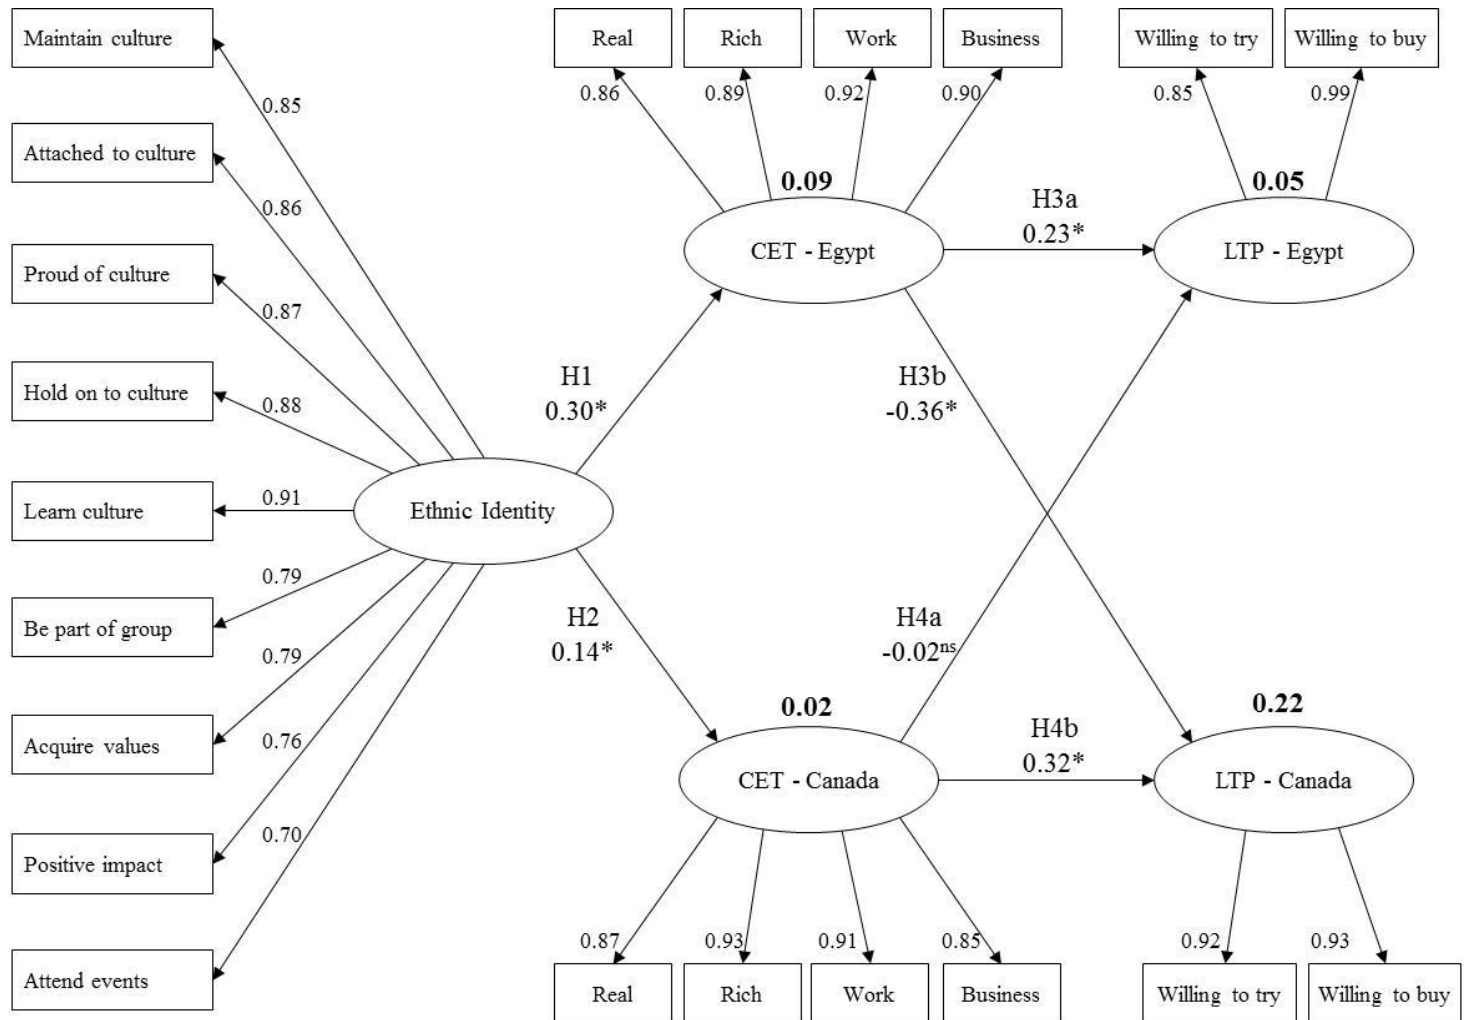 Maintain culture
Attached to culture
Proud of culture
Hold on to culture
Learn culture
Be part of group
Acquire values
Positive impact
Attend events
0.85
0.86
0.87
0.88
0.91
0.79
0.79
0.76
0.70
Ethnic Identity
H1
0.30*
H2
0.14*
Real
Rich
Work
Business
0.86
0.89
0.92
0.90
0.09
CET - Egypt
H3a
0.23*
H3b
-0.36*
Willing to try
Willing to buy
0.85
0.99
0.05
LTP - Egypt
H4a
-0.02ns
0.02
CET - Canada
H4b
0.32*
0.22
LTP - Canada
0.87
0.93
0.91
0.85
Real
Rich
Work
Business
0.92
0.93
Willing to try
Willing to buy